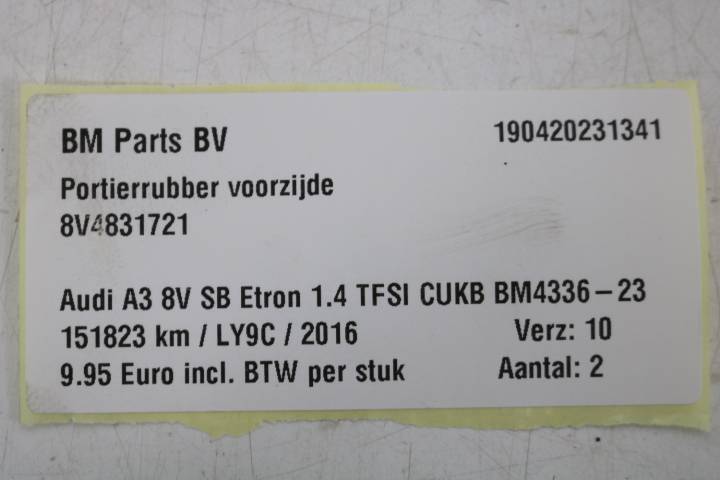 BM Parts BV 190420231341
Portierrubber voorzijde
8V4831721
Audi A3 8V SB Etron 1.4 TFSI CUKB BM4336-23
151823 km / LY9C / 2016 Verz: 10
9.95 Euro incl. BTW per stuk Aantal: 2